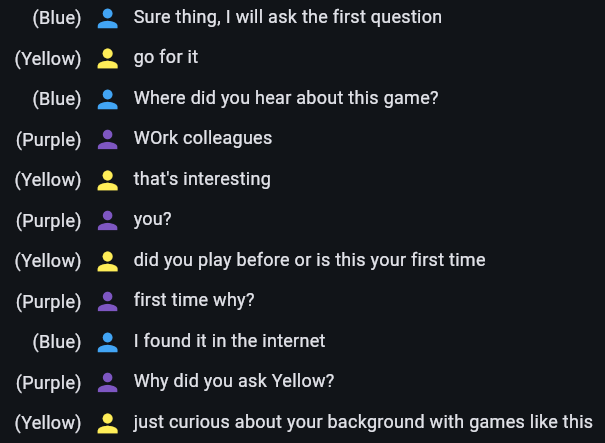 (Blue) Sure thing, I will ask the first question
(Yellow) go for it
(Blue) Where did you hear about this game?
(Purple) WOrk colleagues
(Yellow) that's interesting
(Purple) you?
(Yellow) did you play before or is this your first time
(Purple) first time why?
(Blue) I found it in the internet
(Purple) Why did you ask Yellow?
(Yellow) just curious about your background with games like this